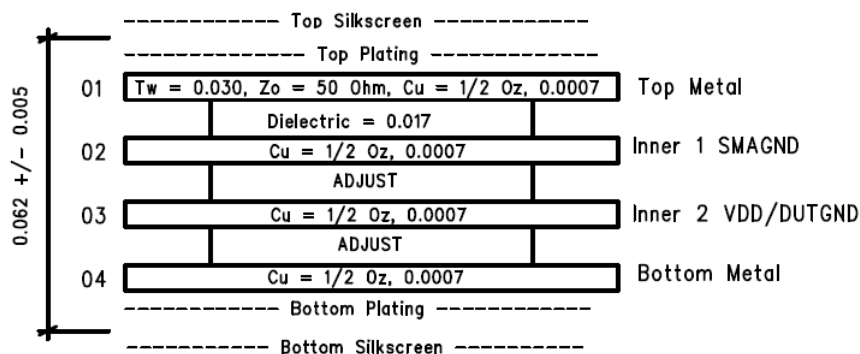 Top Silkscreen
Top Plating
01 Tw = 0.030, Zo = 50 Ohm, Cu = 1/2 Oz, 0.0007 Top Metal
Dielectric = 0.017
02 Cu = 1/2 Oz, 0.0007 Inner 1 SMAGND
ADJUST
03 Cu = 1/2 Oz, 0.0007 Inner 2 VDD/DUTGND
ADJUST
04 Cu = 1/2 Oz, 0.0007 Bottom Metal
Bottom Plating
Bottom Silkscreen
0.062 +/- 0.005